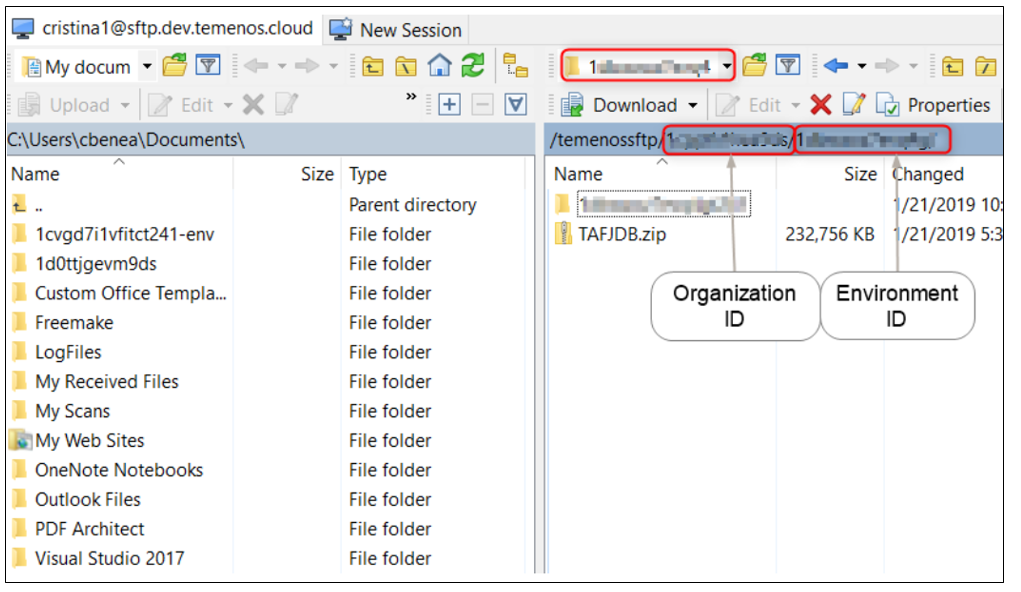 cristina1@sftp.dev.temenos.cloud New Session
My docum
Upload Edit » Download Edit Properties
C:\Users\cbenea\Documents\ /temenossftp/
Name Size Type Name Size Changed
.. Parent directory 1/21/2019 10:
1cvgd7i1vfitct241-env File folder TAFJDB.zip 232,756 KB 1/21/2019 5:3
1d0ttjgevm9ds File folder
Custom Office Templa... File folder
Freemake File folder
LogFiles File folder
My Received Files File folder
My Scans File folder
My Web Sites File folder
OneNote Notebooks File folder
Outlook Files File folder
PDF Architect File folder
Visual Studio 2017 File folder
Organization
ID
Environment
ID